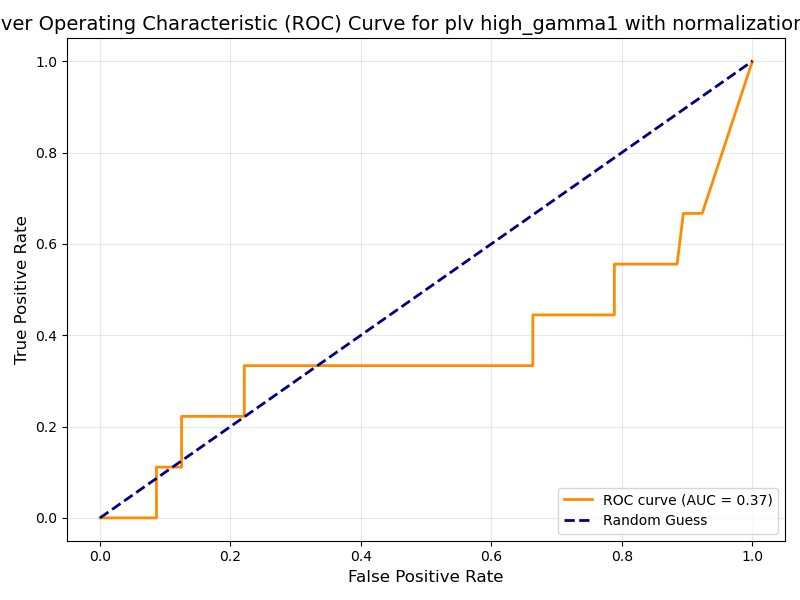 ver Operating Characteristic (ROC) Curve for plv high_gamma1 with normalization
True Positive Rate
1.0
0.8
0.6
0.4
0.2
0.0
0.0 0.2 0.4 0.6 0.8 1.0
False Positive Rate
ROC curve (AUC = 0.37)
Random Guess